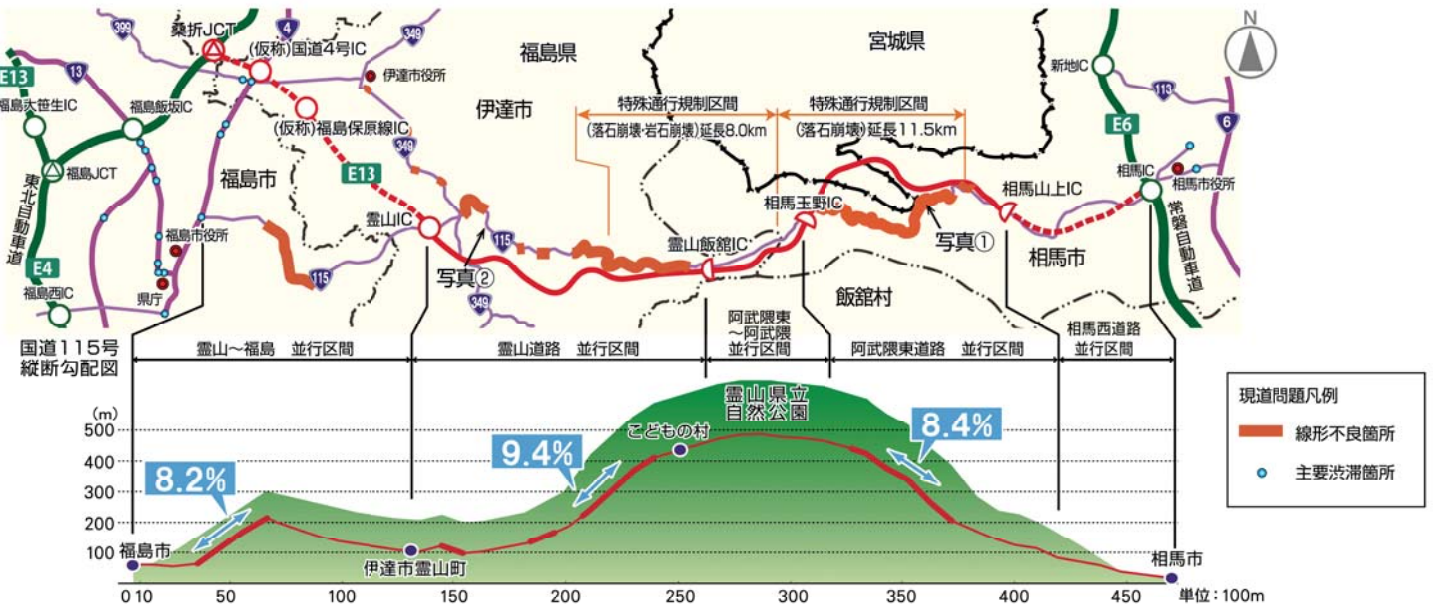 399
4
349
桑折JCT
(仮称)国道4号IC
福島県
宮城県
N
E13
13
伊達市役所
新地IC
福島大笹生IC
福島飯坂IC
伊達市
特殊通行規制区間
特殊通行規制区間
113
(仮称)福島保原線IC
(落石崩壊・岩石崩壊)延長8.0km
(落石崩壊)延長11.5km
E6
6
349
福島JCT
福島市
E13
相馬IC
相馬市役所
東北自動車道
霊山IC
相馬玉野IC
相馬山上IC
福島市役所
115
霊山飯舘IC
写真①
相馬市
常磐自動車道
E4
115
写真②
福島西IC
県庁
349
飯舘村
国道115号
縦断勾配図
霊山～福島 並行区間
霊山道路 並行区間
阿武隈東
～阿武隈
並行区間
阿武隈東道路 並行区間
相馬西道路
並行区間
(m)
500
400
300
200
100
霊山県立
自然公園
こどもの村
8.2%
9.4%
8.4%
福島市
伊達市霊山町
相馬市
0 10 50 100 150 200 250 300 350 400 450 単位：100m
現道問題凡例
線形不良箇所
主要渋滞箇所